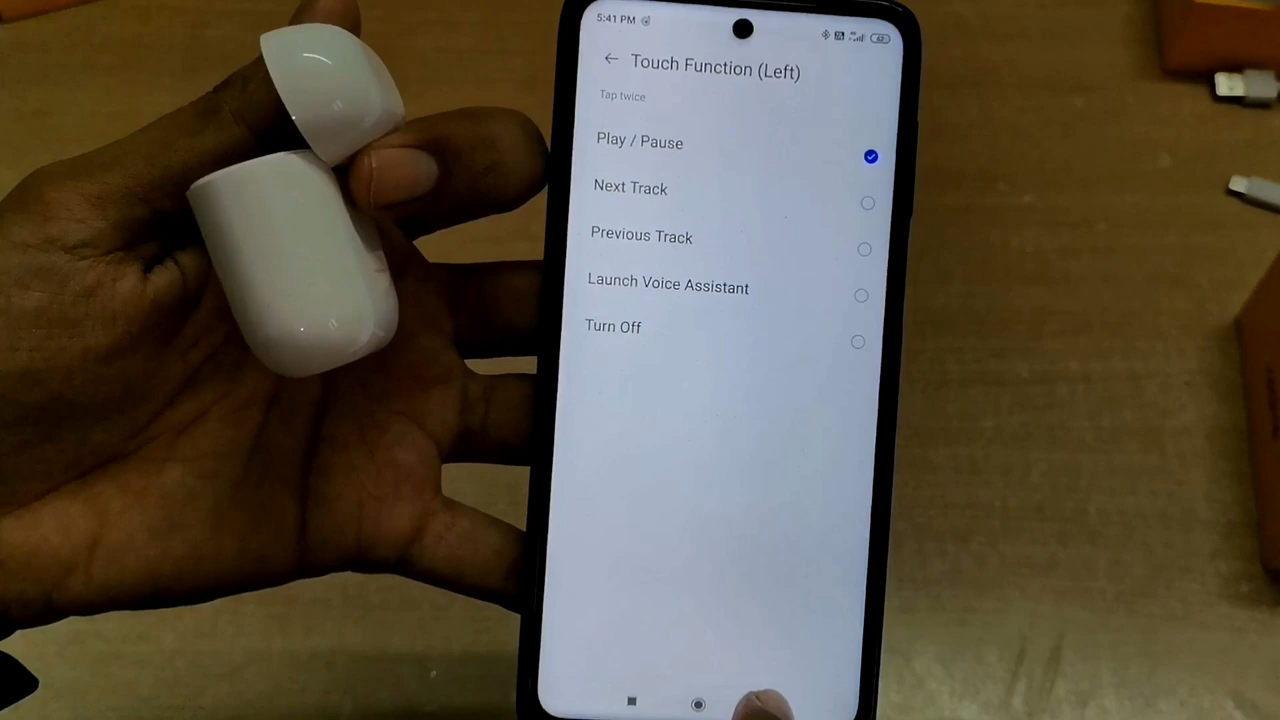 5:41 PM
62
Touch Function (Left)
Tap twice
Play / Pause
Next Track
Previous Track
Launch Voice Assistant
Turn Off